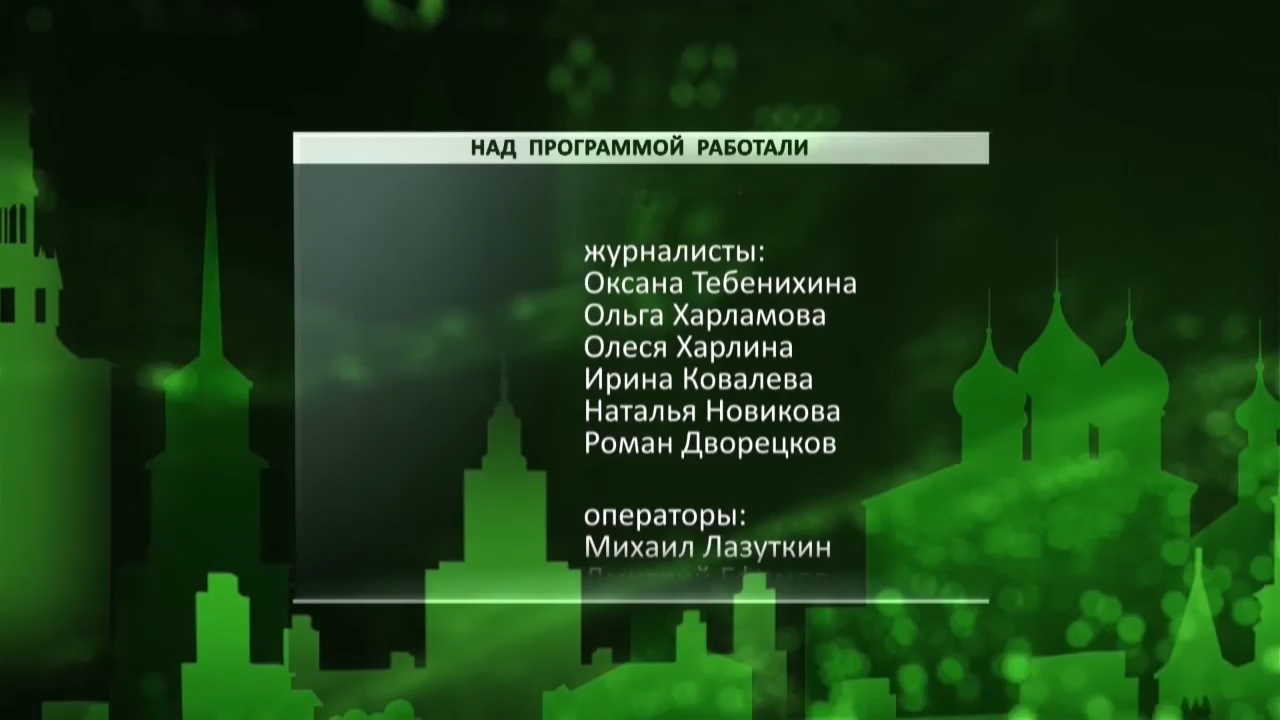 НАД ПРОГРАММОЙ РАБОТАЛИ
журналисты:
Оксана Тебенихина
Ольга Харламова
Олеся Харлина
Ирина Ковалева
Наталья Новикова
Роман Дворецков
операторы:
Михаил Лазуткин